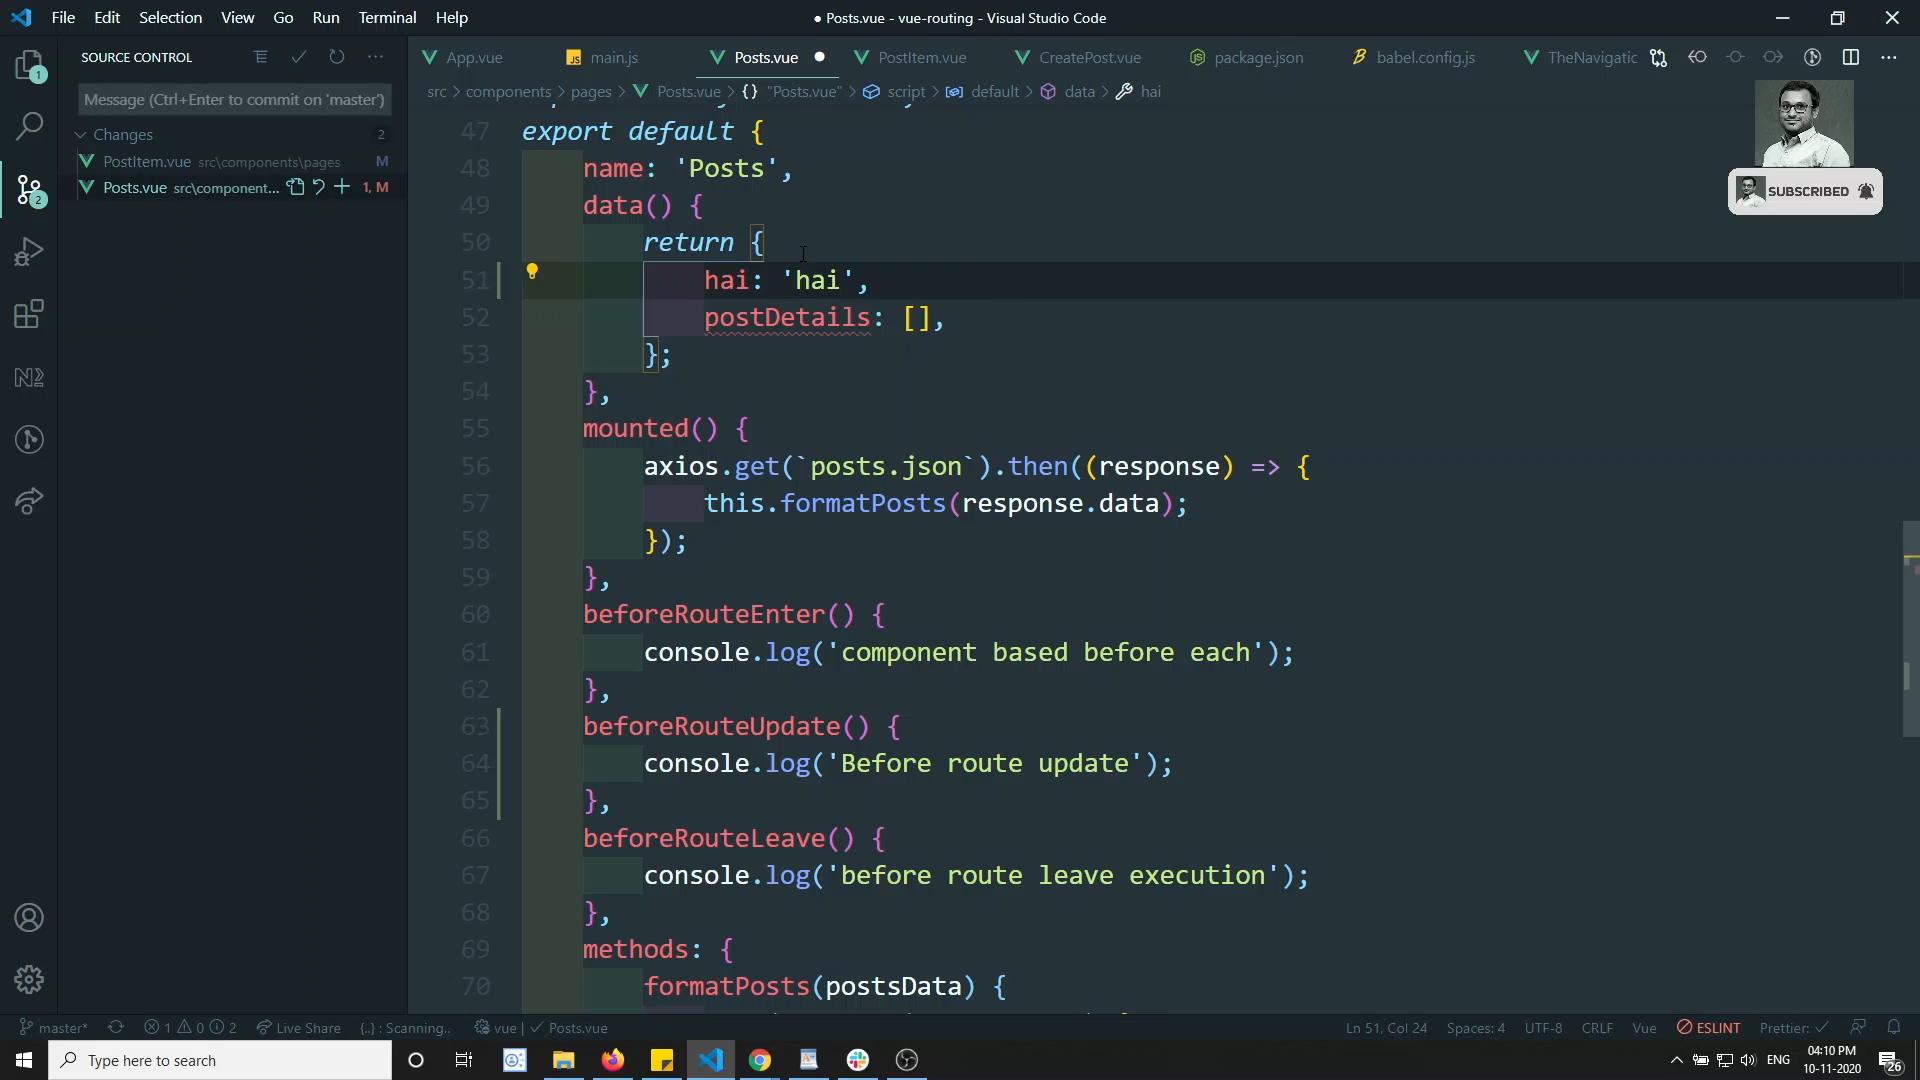 File Edit Selection View Go Run Terminal Help
● Posts.vue - vue-routing - Visual Studio Code
SOURCE CONTROL
App.vue
main.js
Posts.vue
PostItem.vue
CreatePost.vue
package.json
babel.config.js
TheNavigatic
Message (Ctrl+Enter to commit on 'master')
src > components > pages > Posts.vue > {} "Posts.vue" > script > default > data > hai
Changes 2
PostItem.vue src\components\pages M
Posts.vue src\component... 1, M
1
2
SUBSCRIBED
47 export default {
48 name: 'Posts',
49 data() {
50 return {
51 hai: 'hai',
52 postDetails: [],
53 };
54 },
55 mounted() {
56 axios.get(`posts.json`).then((response) => {
57 this.formatPosts(response.data);
58 });
59 },
60 beforeRouteEnter() {
61 console.log('component based before each');
62 },
63 beforeRouteUpdate() {
64 console.log('Before route update');
65 },
66 beforeRouteLeave() {
67 console.log('before route leave execution');
68 },
69 methods: {
70 formatPosts(postsData) {
master* 1 0 2 Live Share {..} : Scanning.. vue | ✓ Posts.vue
Ln 51, Col 24 Spaces: 4 UTF-8 CRLF Vue ESLINT Prettier: ✓
Type here to search
ENG
04:10 PM
10-11-2020
26